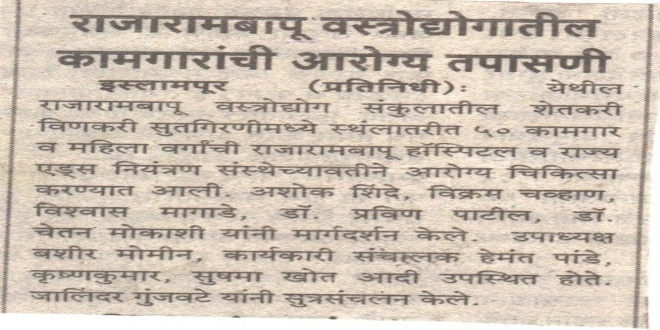 राजारामबापू वस्त्रोद्योगातील
कामगारांची आरोग्य तपासणी
इस्लामपूर (प्रतिनिधी): येथील
राजारामबापू वस्त्रोद्योग संकुलातील शेतकरी
विणकरी सुतगिरणीमध्ये स्थंलातरीत ५० कामगार
व महिला वर्गांची राजारामबापू हॉस्पिटल व राज्य
एड्स नियंत्रण संस्थेच्यावतीने आरोग्य चिकित्सा
करण्यात आली. अशोक शिंदे, विक्रम चव्हाण,
विश्वास मागाडे, डॉ. प्रविण पाटील, डॉ.
चेतन मोकाशी यांनी मार्गदर्शन केले. उपाध्यक्ष
बशीर मोमीन, कार्यकारी संचालक हेमंत पांडे,
कृष्णकुमार, सुषमा खोत आदी उपस्थित होते.
जालिंदर गुंजवटे यांनी सुत्रसंचलन केले.